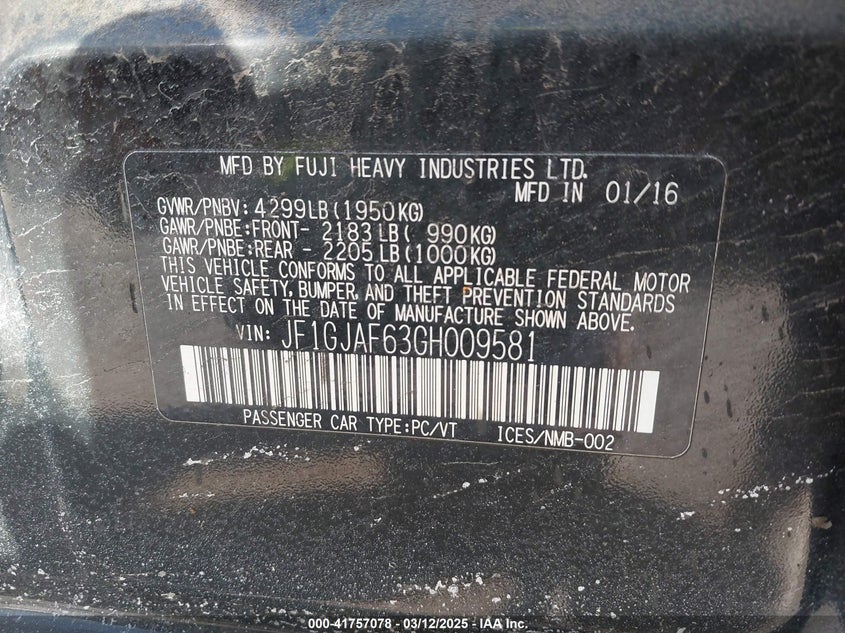 MFD BY FUJI HEAVY INDUSTRIES LTD.
MFD IN 01/16
GVWR/PNBV: 4299LB(1950KG)
GAWR/PNBE:FRONT- 2183LB( 990KG)
GAWR/PNBE:REAR - 2205LB(1000KG)
THIS VEHICLE CONFORMS TO ALL APPLICABLE FEDERAL MOTOR
VEHICLE SAFETY, BUMPER, AND THEFT PREVENTION STANDARDS
IN EFFECT ON THE DATE OF MANUFACTURE SHOWN ABOVE.
VIN: JF1GJAF63GH009581
PASSENGER CAR TYPE:PC/VT ICES/NMB-002
000-41757078 - 03/12/2025 - IAA Inc.